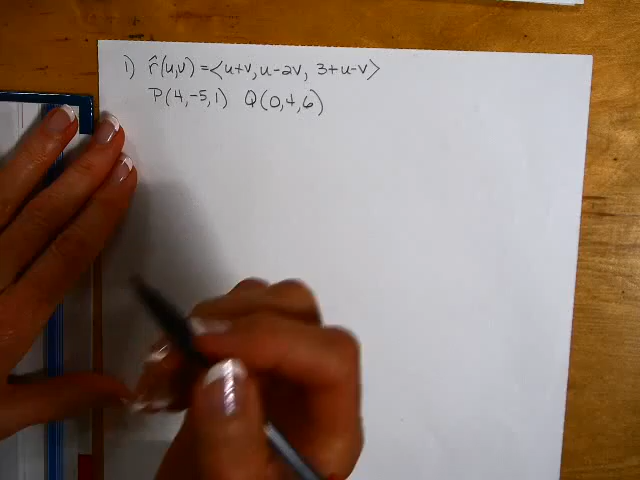 1) r̂(u,v) = <u+v, u-2v, 3+u-v>
P(4,-5,1) Q(0,4,6)